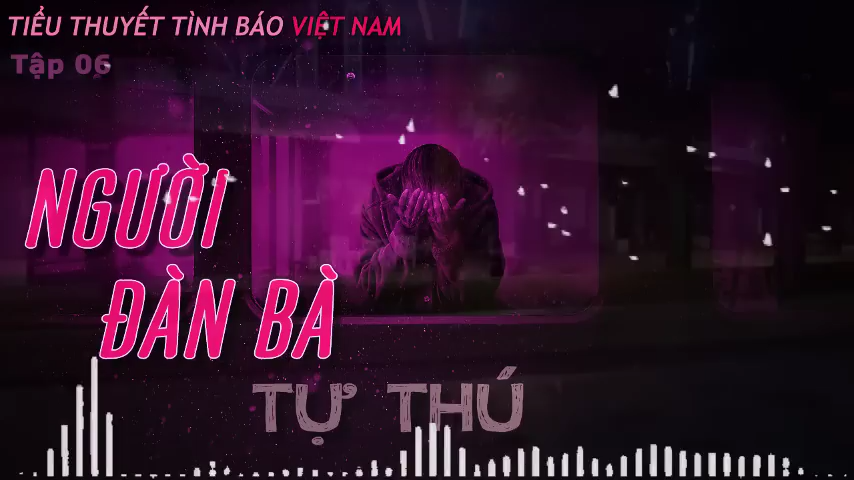 TIỂU THUYẾT TÌNH BÁO VIỆT NAM
Tập 06
NGƯỜI
ĐÀN BÀ
TỰ THÚ